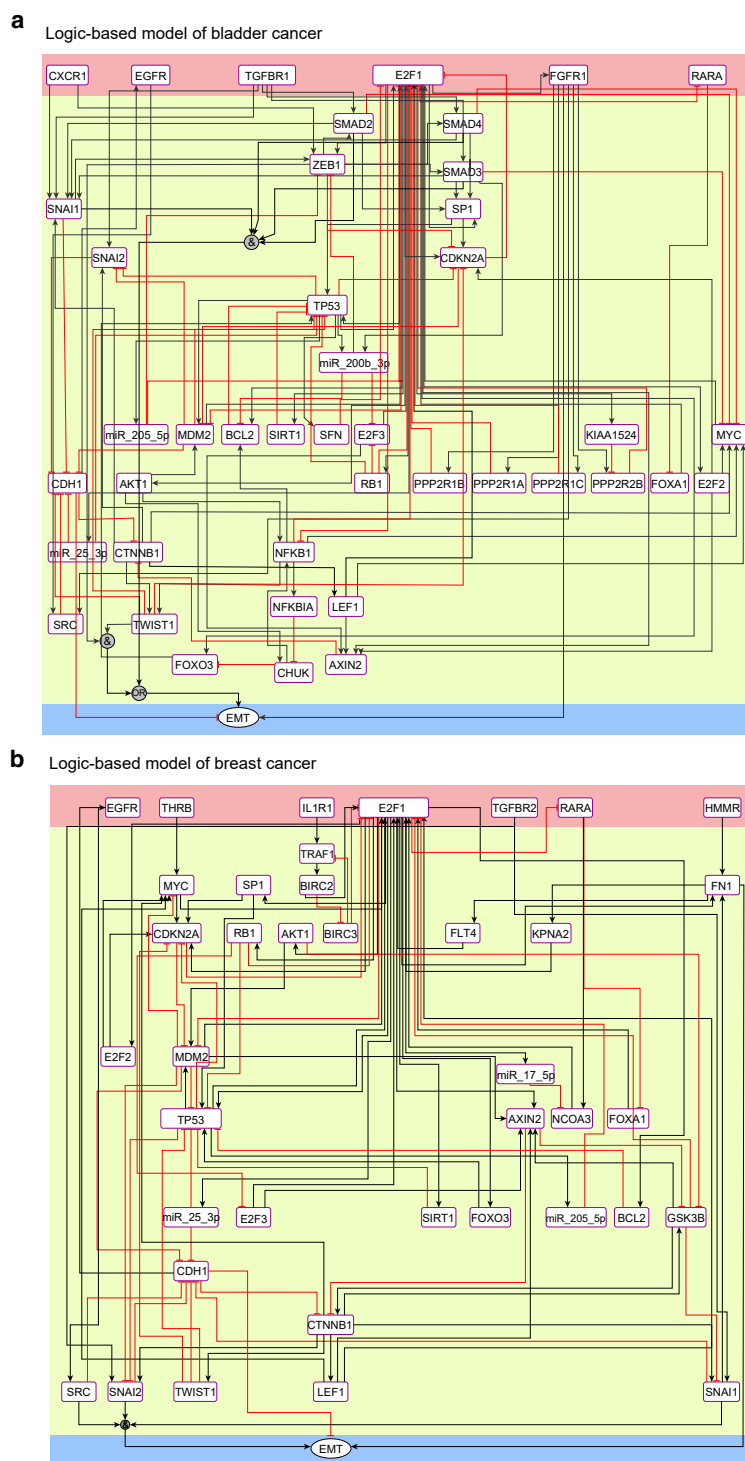 a
Logic-based model of bladder cancer
CXCR1 EGFR TGFBR1 E2F1 FGFR1 RARA
SMAD2 SMAD4
ZEB1 SMAD3
SNAI1 SP1
&
SNAI2 CDKN2A
TP53
miR_200b_3p
miR_205_5p MDM2 BCL2 SIRT1 SFN E2F3 KIAA1524 MYC
CDH1 AKT1 RB1 PPP2R1B PPP2R1A PPP2R1C PPP2R2B FOXA1 E2F2
miR_25_3p CTNNB1 NFKB1
NFKBIA LEF1
SRC TWIST1
&
FOXO3 CHUK AXIN2
OR
EMT
b
Logic-based model of breast cancer
EGFR THRB IL1R1 E2F1 TGFBR2 RARA HMMR
TRAF1
MYC SP1 BIRC2 FN1
CDKN2A RB1 AKT1 BIRC3 FLT4 KPNA2
E2F2 MDM2
miR_17_5p
TP53 AXIN2 NCOA3 FOXA1
miR_25_3p E2F3 SIRT1 FOXO3 miR_205_5p BCL2 GSK3B
CDH1
CTNNB1
SRC SNAI2 TWIST1 LEF1 SNAI1
&
EMT